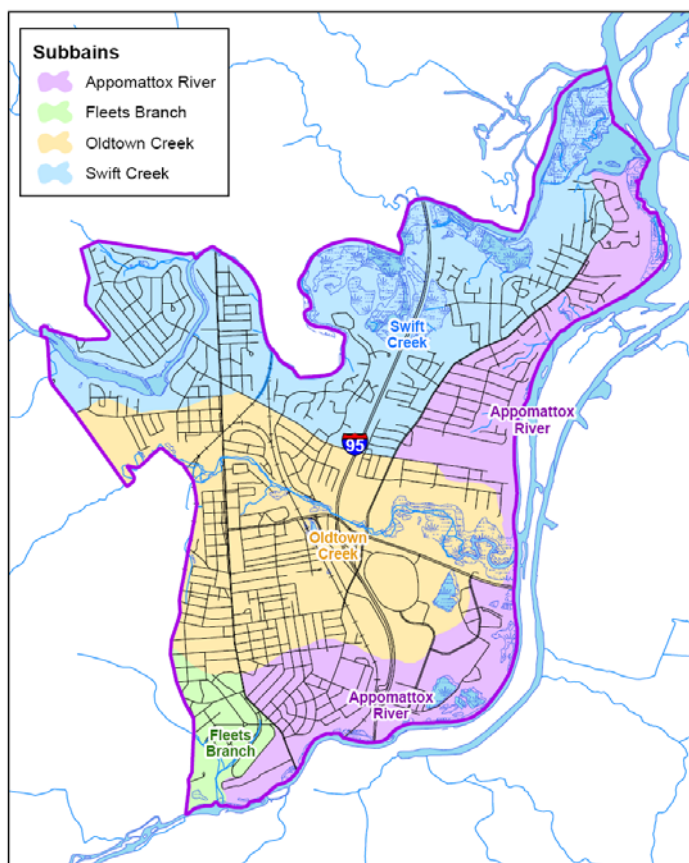 Subbains
Appomattox River
Fleets Branch
Oldtown Creek
Swift Creek
Swift
Creek
Appomattox
River
95
Oldtown
Creek
Appomattox
River
Fleets
Branch